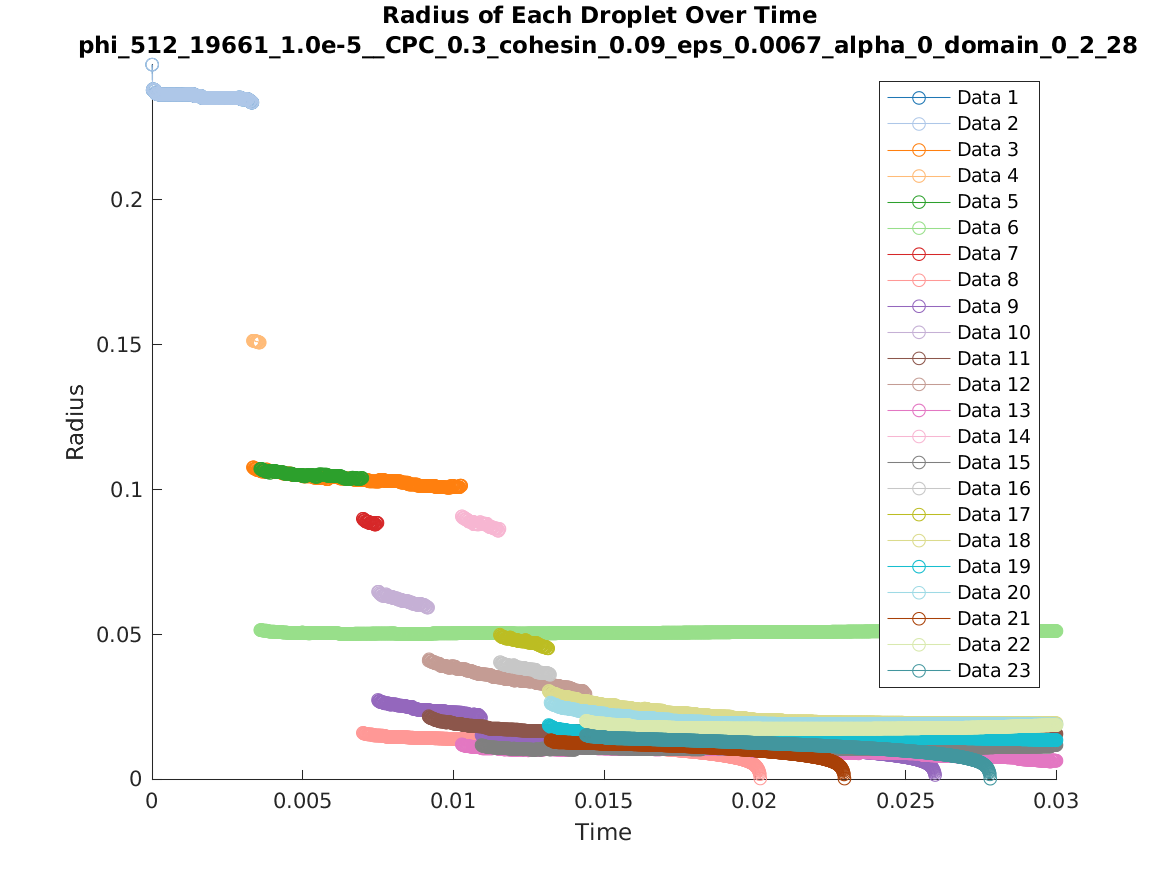 Radius of Each Droplet Over Time
phi_512_19661_1.0e-5__CPC_0.3_cohesin_0.09_eps_0.0067_alpha_0_domain_0_2_28
Radius
0.2
0.15
0.1
0.05
0
0
0.005
0.01
0.015
0.02
0.025
0.03
Time
Data 1
Data 2
Data 3
Data 4
Data 5
Data 6
Data 7
Data 8
Data 9
Data 10
Data 11
Data 12
Data 13
Data 14
Data 15
Data 16
Data 17
Data 18
Data 19
Data 20
Data 21
Data 22
Data 23